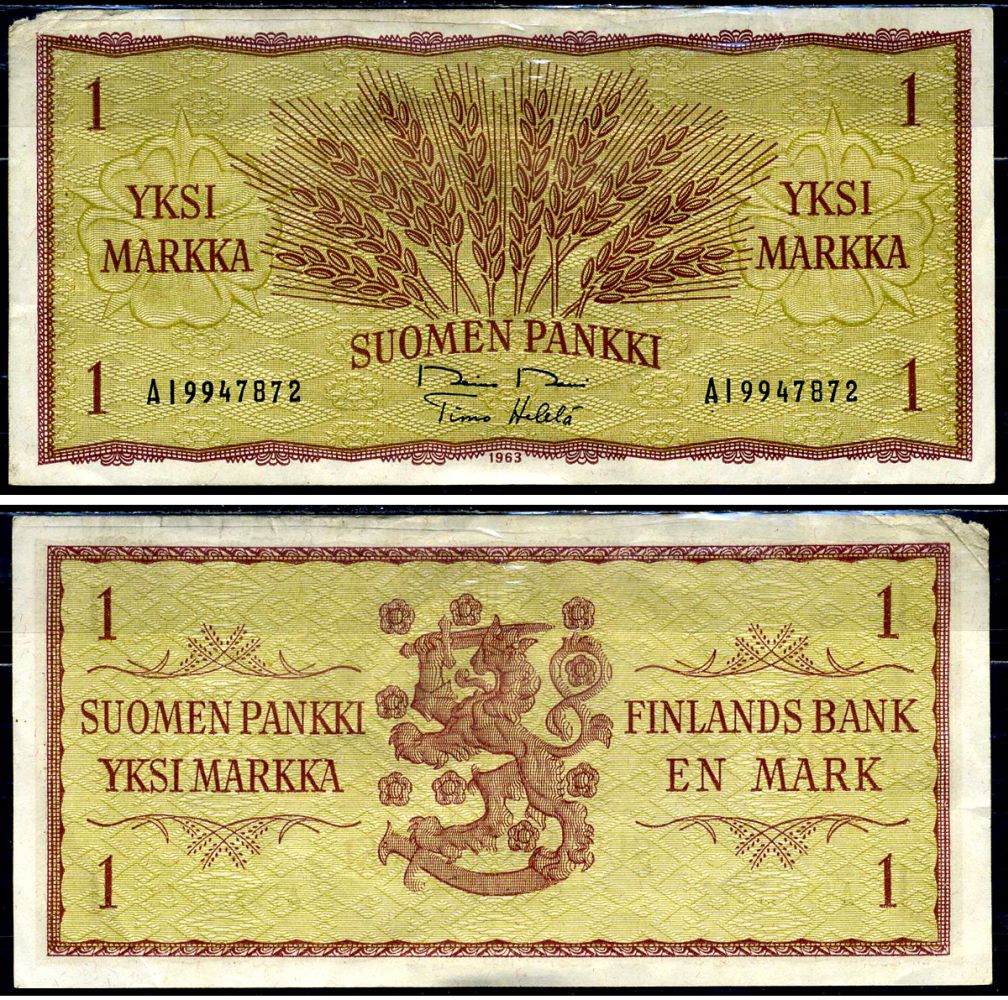 1 1
YKSI MARKKA
YKSI MARKKA
SUOMEN PANKKI
1 1
AI9947872 AI9947872
Timo Helelä
1963
1 1
SUOMEN PANKKI
YKSI MARKKA
FINLANDS BANK
EN MARK
1 1